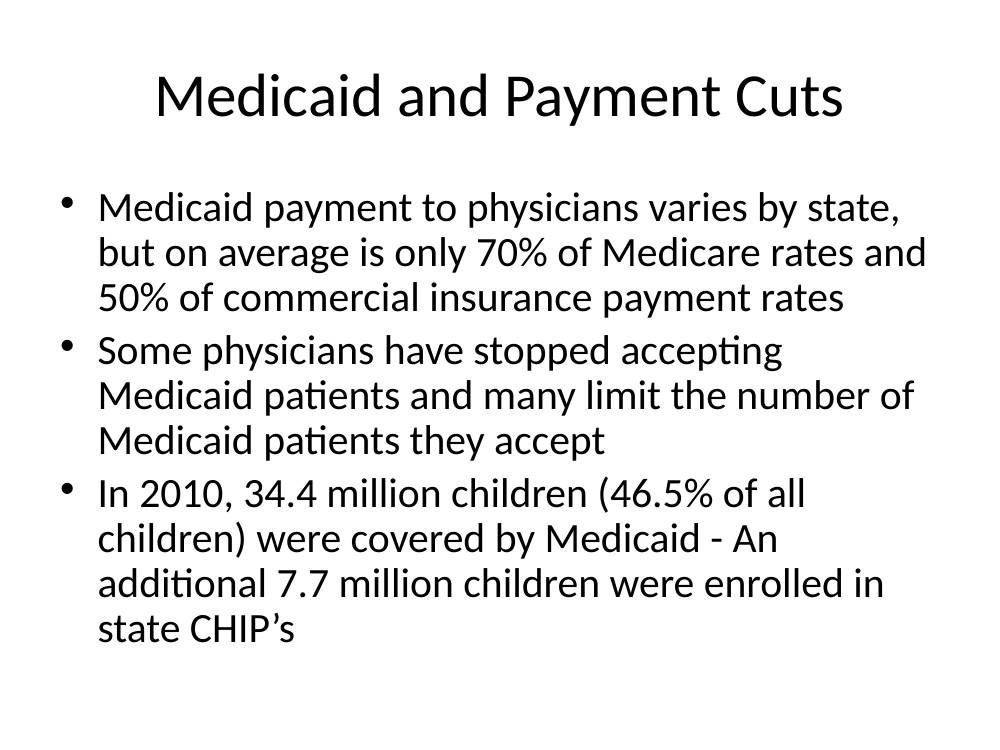 Medicaid and Payment Cuts
• Medicaid payment to physicians varies by state,
but on average is only 70% of Medicare rates and
50% of commercial insurance payment rates
• Some physicians have stopped accepting
Medicaid patients and many limit the number of
Medicaid patients they accept
• In 2010, 34.4 million children (46.5% of all
children) were covered by Medicaid - An
additional 7.7 million children were enrolled in
state CHIP’s